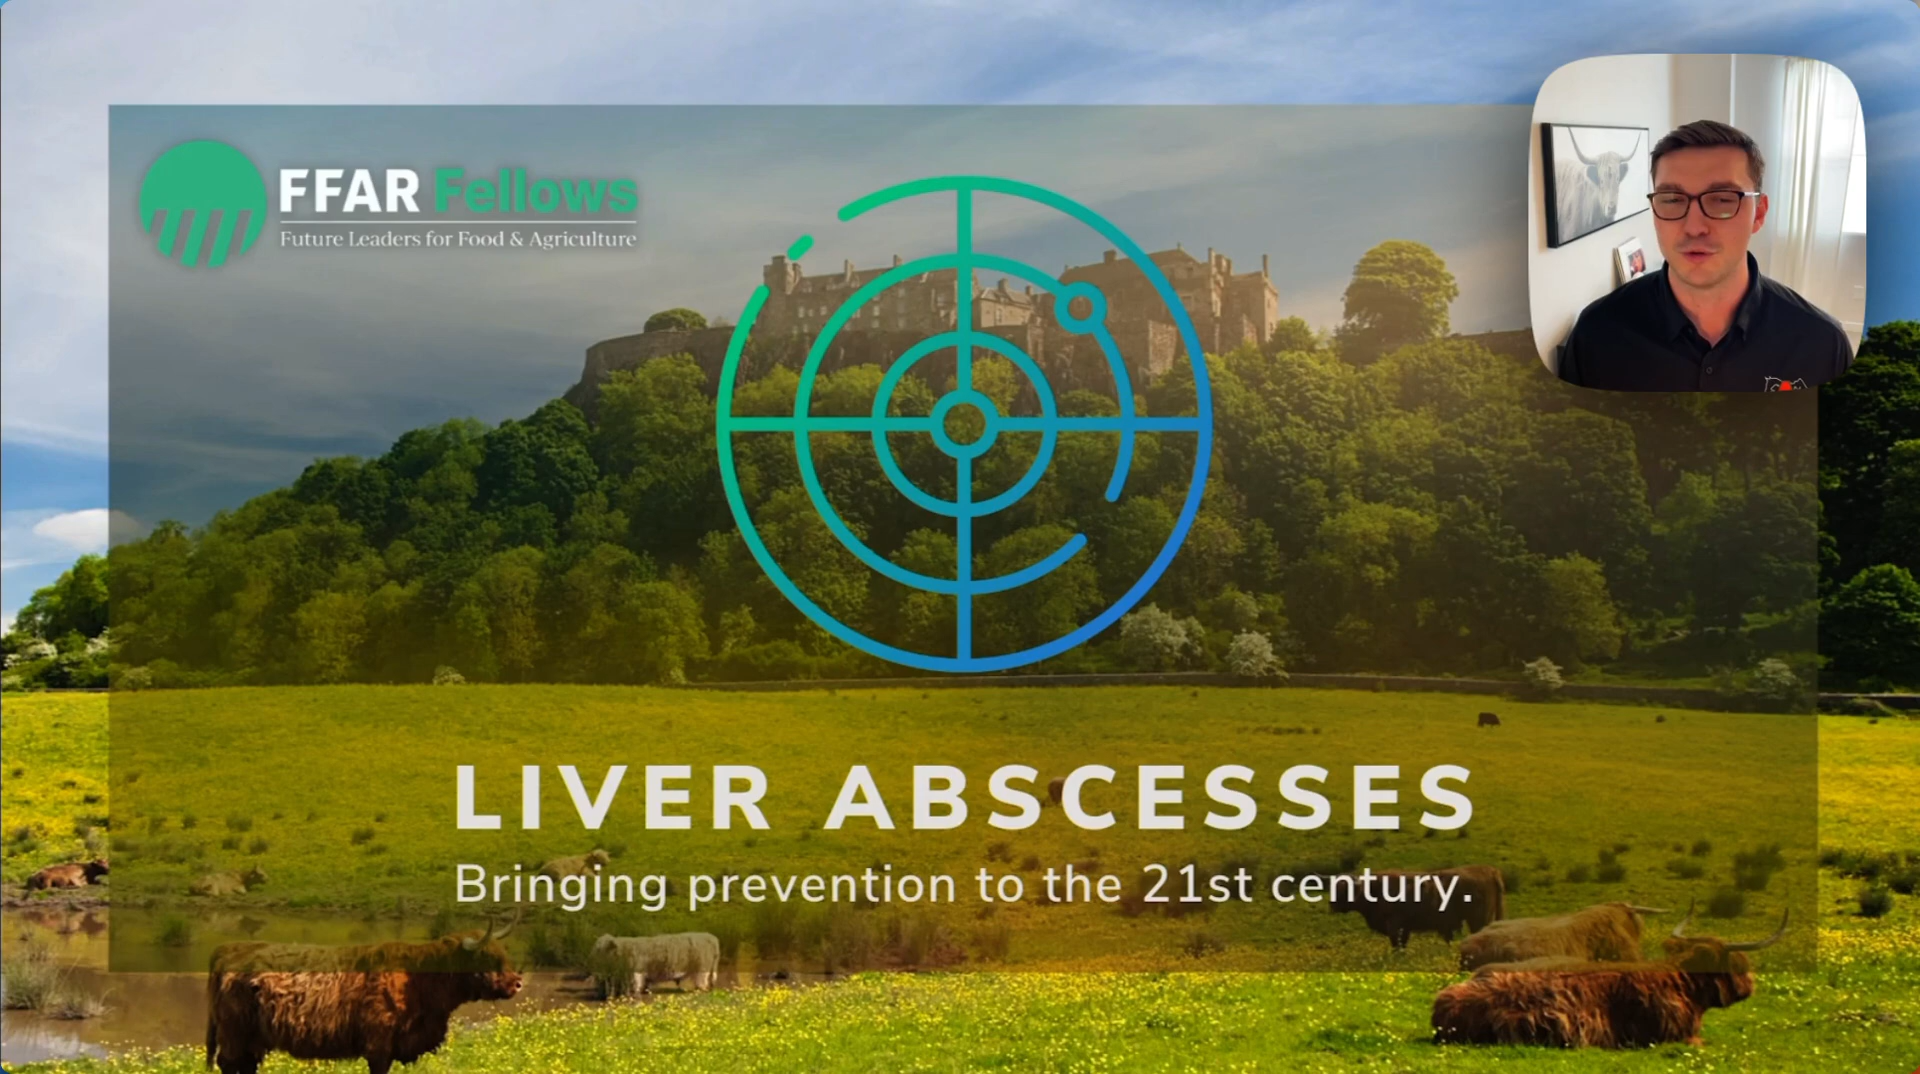 FFAR Fellows
Future Leaders for Food & Agriculture
LIVER ABSCESSES
Bringing prevention to the 21st century.